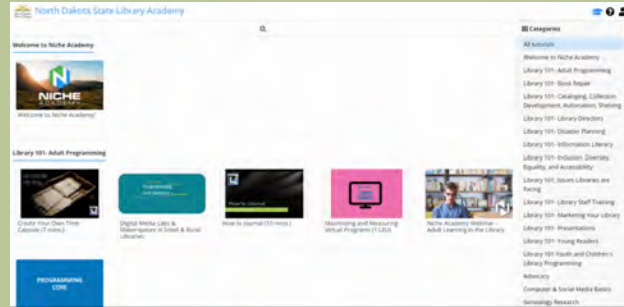 North Dakota State Library Academy
Categories
Welcome to Niche Academy
All tutorials
Welcome to Niche Academy
Library 101- Adult Programming
Library 101- Book Repair
Library 101- Cataloging, Collection
Development, Automation, Shelving
Library 101- Library Directors
Library 101- Disaster Planning
Library 101- Information Literacy
Library 101- Inclusion, Diversity,
Equality, and Accessibility
Library 101, Issues Libraries are
Facing
Library 101- Library Staff Training
Library 101- Marketing Your Library
Library 101- Presentations
Library 101- Young Readers
Library 101 Youth and Children's
Library Programming
Advocacy
Computer & Social Media Basics
Genealogy Research
N
NICHE
ACADEMY
Welcome to Niche Academy!
Library 101- Adult Programming
Programming
How to Journal
Create Your Own Time
Capsule (7 mins.)
Digital Media Labs &
Makerspaces in Small & Rural
Libraries
How to Journal (10 mins.)
Maximizing and Measuring
Virtual Programs (1 CEU)
Niche Academy Webinar –
Adult Learning in the Library
PROGRAMMING
CORE